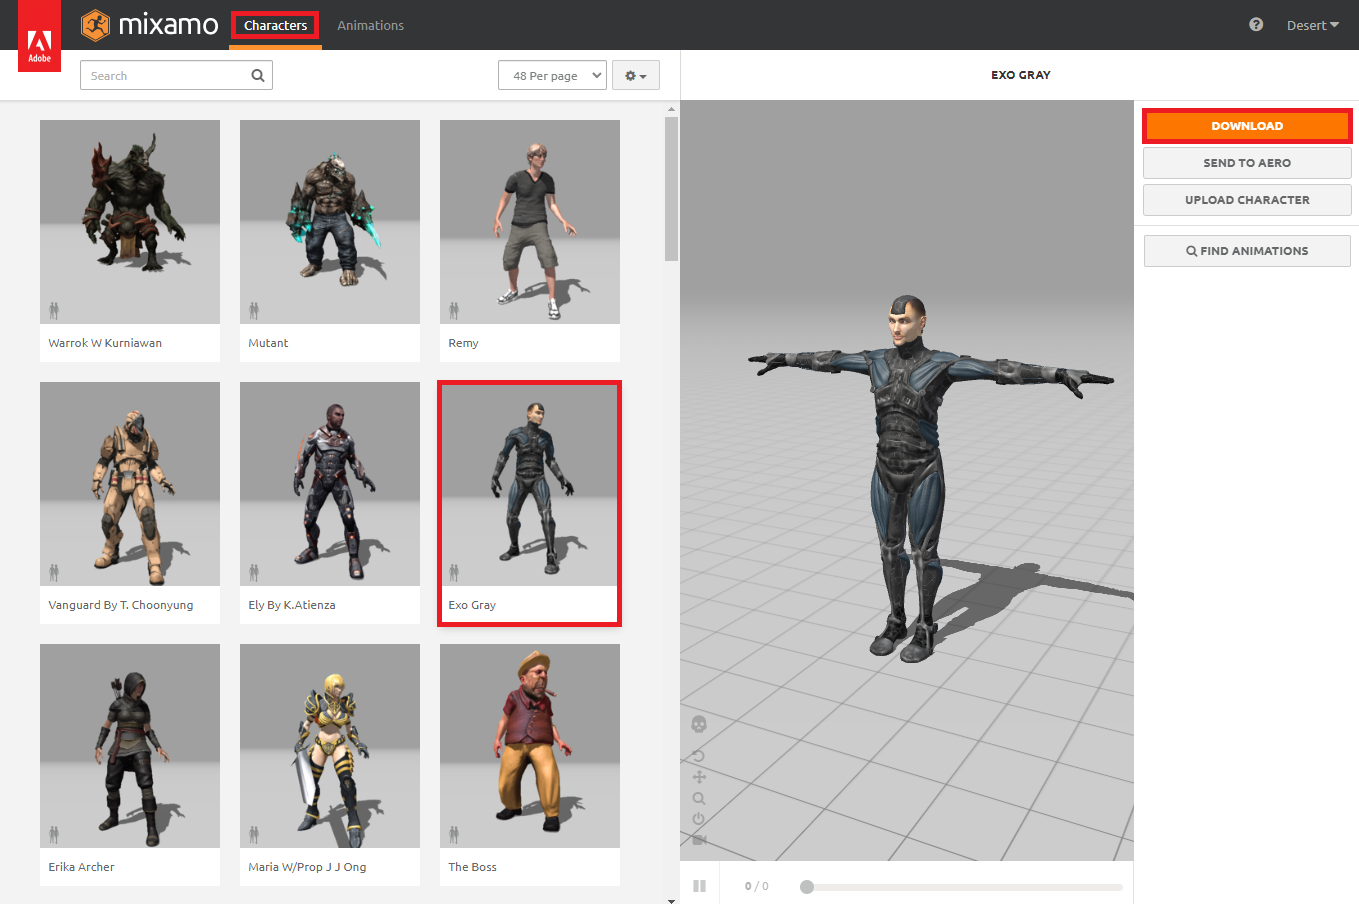 Adobe
mixamo
Characters
Animations
Desert
Search
48 Per page
EXO GRAY
DOWNLOAD
SEND TO AERO
UPLOAD CHARACTER
FIND ANIMATIONS
Warrok W Kurniawan
Mutant
Remy
Vanguard By T. Choonyung
Ely By K.Atienza
Exo Gray
Erika Archer
Maria W/Prop J J Ong
The Boss
0 / 0